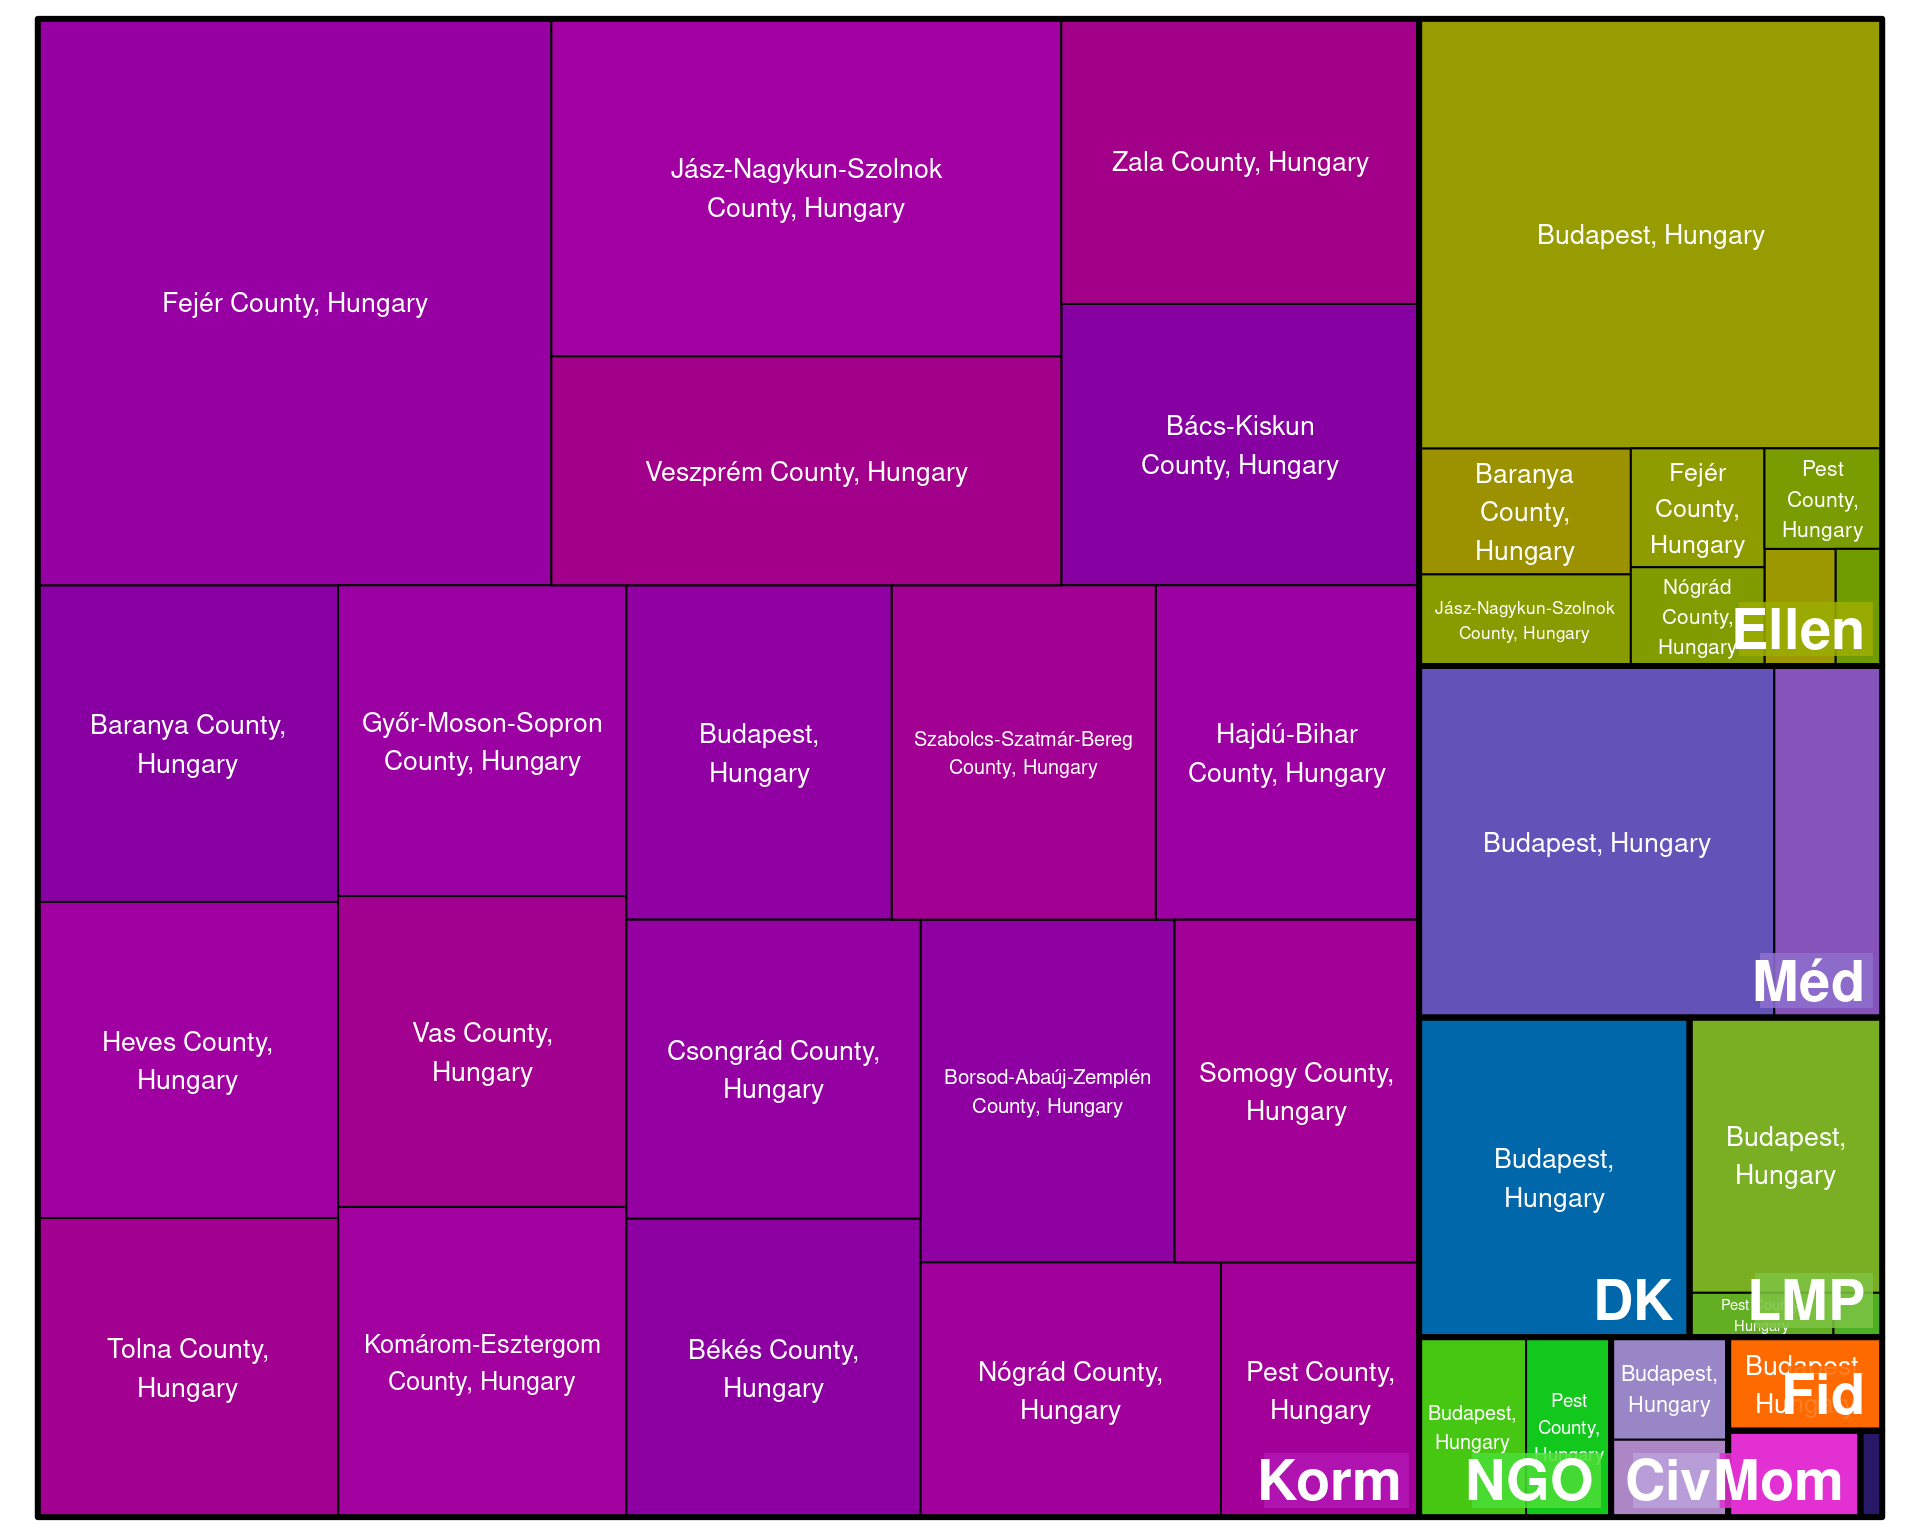 Fejér County, Hungary
Jász-Nagykun-Szolnok
County, Hungary
Zala County, Hungary
Veszprém County, Hungary
Bács-Kiskun
County, Hungary
Baranya County,
Hungary
Győr-Moson-Sopron
County, Hungary
Budapest,
Hungary
Szabolcs-Szatmár-Bereg
County, Hungary
Hajdú-Bihar
County, Hungary
Heves County,
Hungary
Vas County,
Hungary
Csongrád County,
Hungary
Borsod-Abaúj-Zemplén
County, Hungary
Somogy County,
Hungary
Tolna County,
Hungary
Komárom-Esztergom
County, Hungary
Békés County,
Hungary
Nógrád County,
Hungary
Pest County,
Hungary
Korm
Budapest, Hungary
Baranya
County,
Hungary
Fejér
County,
Hungary
Pest
County,
Hungary
Jász-Nagykun-Szolnok
County, Hungary
Nógrád
County,
Hungary
Ellen
Budapest, Hungary
Méd
Budapest,
Hungary
DK
Budapest,
Hungary
Pest County,
Hungary
LMP
Budapest,
Hungary
Pest
County,
Hungary
NGO
Budapest,
Hungary
Civ
Budapest,
Hungary
Fid
Mom